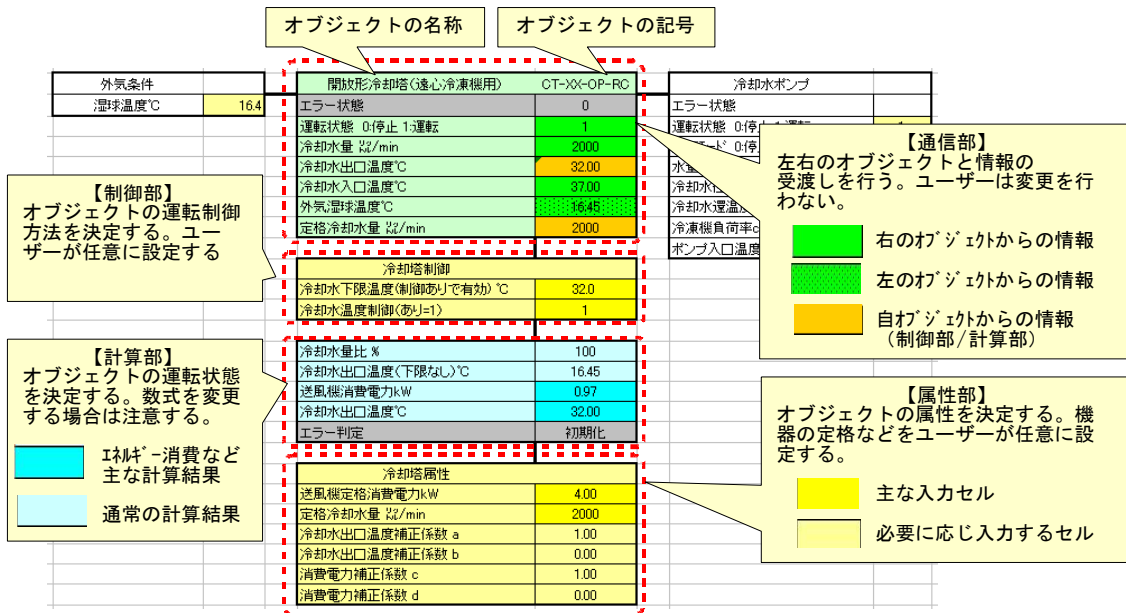 オブジェクトの名称
オブジェクトの記号
外気条件
湿球温度℃ 16.4
開放形冷却塔(遠心冷凍機用) CT-XX-OP-RC
エラー状態 0
運転状態 0:停止 1:運転 1
冷却水量 ㍑/min 2000
冷却水出口温度℃ 32.00
冷却水入口温度℃ 37.00
外気湿球温度℃ 16.45
定格冷却水量 ㍑/min 2000
冷却水ポンプ
エラー状態
運転状態 0:停止 1:運転
冷凍機負荷率c
ポンプ入口温度
【通信部】
左右のオブジェクトと情報の
受渡しを行う。ユーザーは変更を行
わない。
右のｵﾌﾞｼﾞｪｸﾄからの情報
左のｵﾌﾞｼﾞｪｸﾄからの情報
自ｵﾌﾞｼﾞｪｸﾄからの情報
（制御部/計算部）
【制御部】
オブジェクトの運転制御
方法を決定する。ユー
ザーが任意に設定する
冷却塔制御
冷却水下限温度(制御ありで有効) ℃ 32.0
冷却水温度制御(あり=1) 1
【計算部】
オブジェクトの運転状態
を決定する。数式を変更
する場合は注意する。
ｴﾈﾙｷﾞｰ消費など
主な計算結果
通常の計算結果
冷却水量比 % 100
冷却水出口温度(下限なし)℃ 16.45
送風機消費電力kW 0.97
冷却水出口温度℃ 32.00
エラー判定 初期化
冷却塔属性
送風機定格消費電力kW 4.00
定格冷却水量 ㍑/min 2000
冷却水出口温度補正係数 a 1.00
冷却水出口温度補正係数 b 0.00
消費電力補正係数 c 1.00
消費電力補正係数 d 0.00
【属性部】
オブジェクトの属性を決定する。機
器の定格などをユーザーが任意に設
定する。
主な入力セル
必要に応じ入力するセル